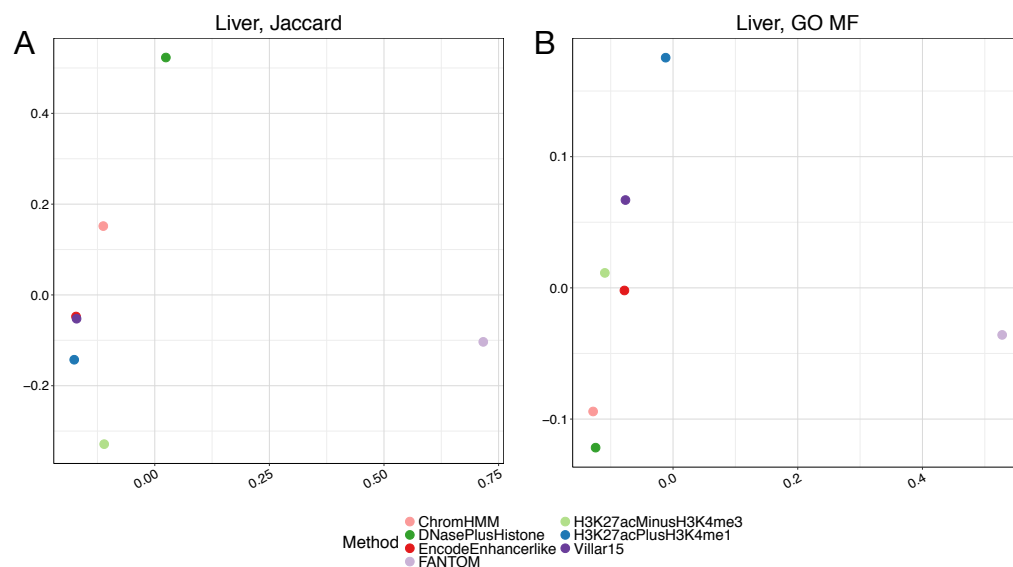 A
Liver, Jaccard
0.4
0.2
0.0
−0.2
0.00
0.25
0.50
0.75
B
Liver, GO MF
0.1
0.0
−0.1
0.0
0.2
0.4
Method
ChromHMM
DNasePlusHistone
EncodeEnhancerlike
FANTOM
H3K27acMinusH3K4me3
H3K27acPlusH3K4me1
Villar15